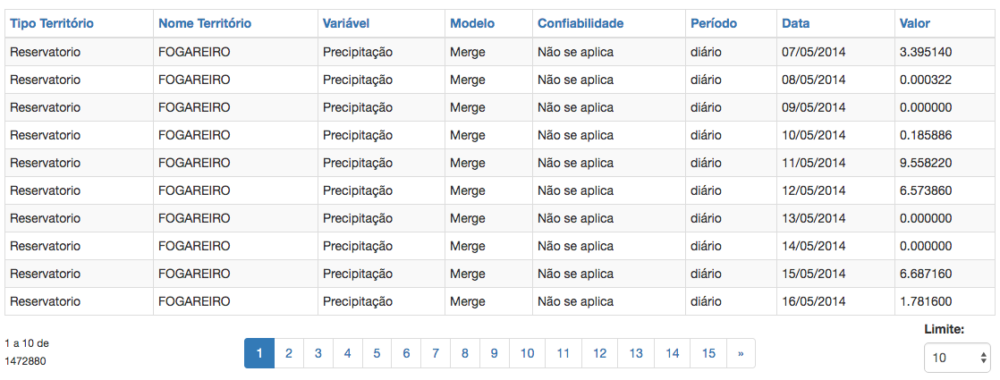 Tipo Território Nome Território Variável Modelo Confiabilidade Período Data Valor
Reservatorio FOGAREIRO Precipitação Merge Não se aplica diário 07/05/2014 3.395140
Reservatorio FOGAREIRO Precipitação Merge Não se aplica diário 08/05/2014 0.000322
Reservatorio FOGAREIRO Precipitação Merge Não se aplica diário 09/05/2014 0.000000
Reservatorio FOGAREIRO Precipitação Merge Não se aplica diário 10/05/2014 0.185886
Reservatorio FOGAREIRO Precipitação Merge Não se aplica diário 11/05/2014 9.558220
Reservatorio FOGAREIRO Precipitação Merge Não se aplica diário 12/05/2014 6.573860
Reservatorio FOGAREIRO Precipitação Merge Não se aplica diário 13/05/2014 0.000000
Reservatorio FOGAREIRO Precipitação Merge Não se aplica diário 14/05/2014 0.000000
Reservatorio FOGAREIRO Precipitação Merge Não se aplica diário 15/05/2014 6.687160
Reservatorio FOGAREIRO Precipitação Merge Não se aplica diário 16/05/2014 1.781600
1 a 10 de
1472880
1 2 3 4 5 6 7 8 9 10 11 12 13 14 15 »
Limite:
10